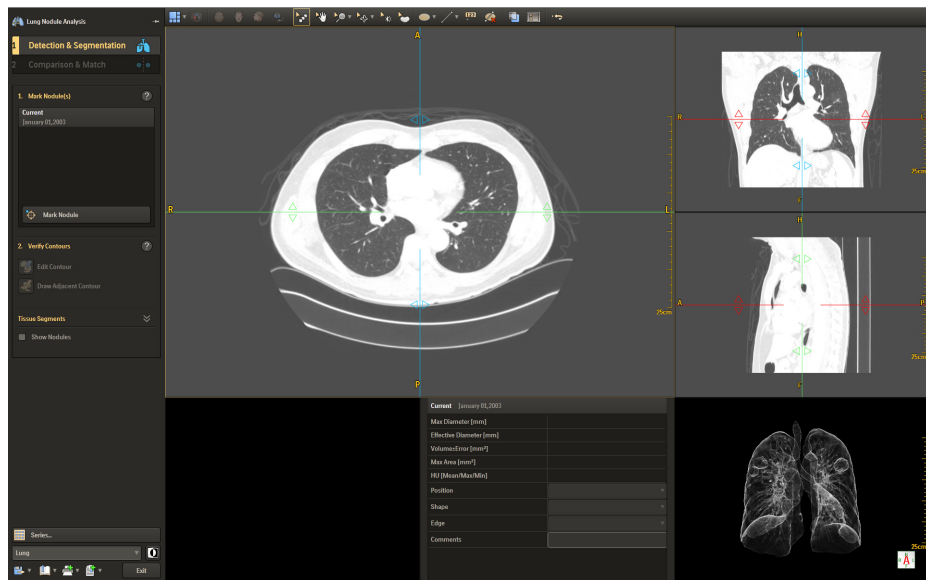 Lung Nodule Analysis
1 Detection & Segmentation
2 Comparison & Match
1. Mark Nodule(s) ?
Current
January 01,2003
Mark Nodule
2. Verify Contours ?
Edit Contour
Draw Adjacent Contour
Tissue Segments
Show Nodules
Series...
Lung
Exit
A
R
L
P
25cm
H
R
L
F
25cm
H
A
P
F
25cm
Current January 01,2003
Max Diameter [mm]
Effective Diameter [mm]
Volume±Error [mm³]
Max Area [mm²]
HU [Mean/Max/Min]
Position
Shape
Edge
Comments
25cm
A